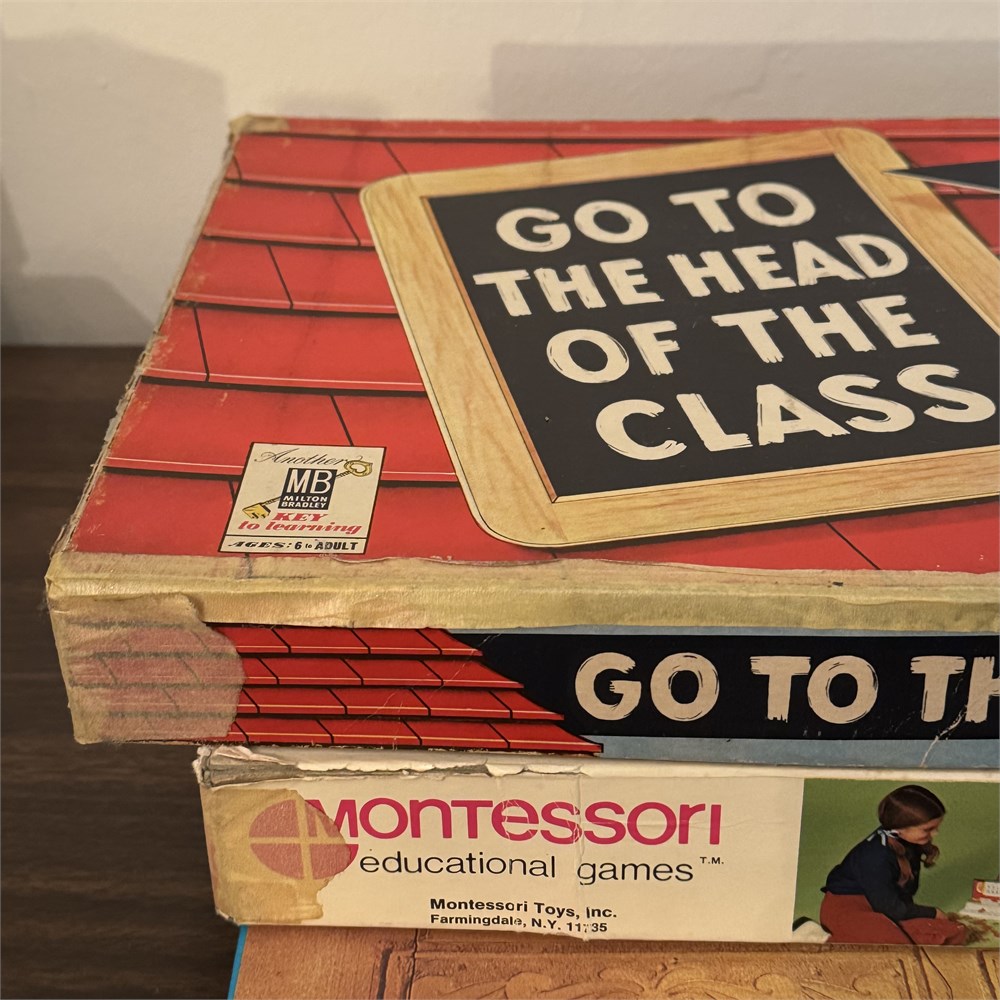 GO TO
THE HEAD
OF THE
CLASS
Another
MB
MILTON
BRADLEY
KEY
to learning
AGES: 6 to ADULT
GO TO TH
Montessori
educational games T.M.
Montessori Toys, Inc.
Farmingdale, N.Y. 11735